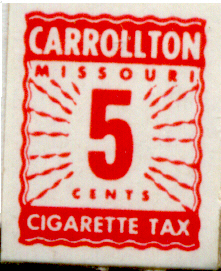 CARROLLTON
MISSOURI
5
CENTS
CIGARETTE TAX